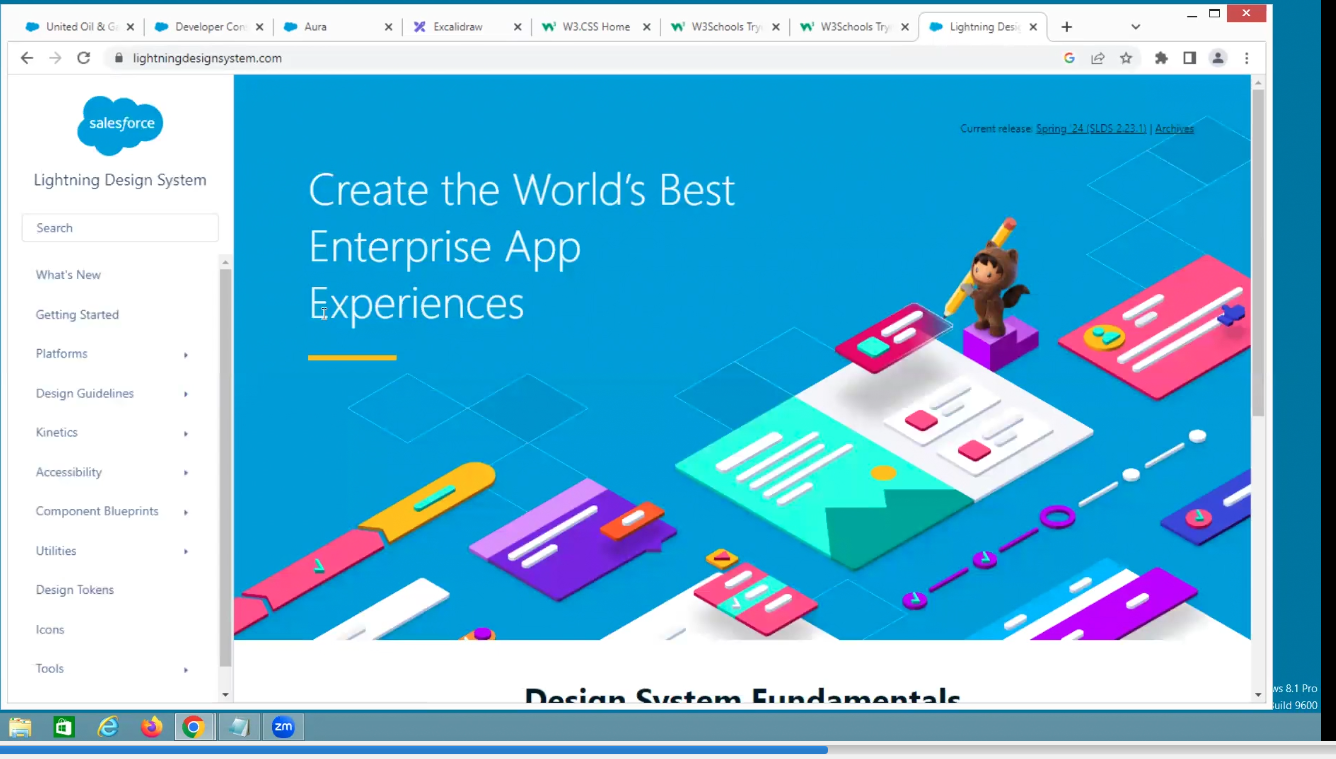 United Oil & Ga
Developer Con
Aura
Excalidraw
W3.CSS Home
W3Schools Try
W3Schools Try
Lightning Desi
lightningdesignsystem.com
salesforce
Lightning Design System
Search
What's New
Getting Started
Platforms
Design Guidelines
Kinetics
Accessibility
Component Blueprints
Utilities
Design Tokens
Icons
Tools
Current release: Spring '24 (SLDS 2.23.1) | Archives
Create the World's Best
Enterprise App
Experiences
Design System Fundamentals
ws 8.1 Pro
uild 9600
zm